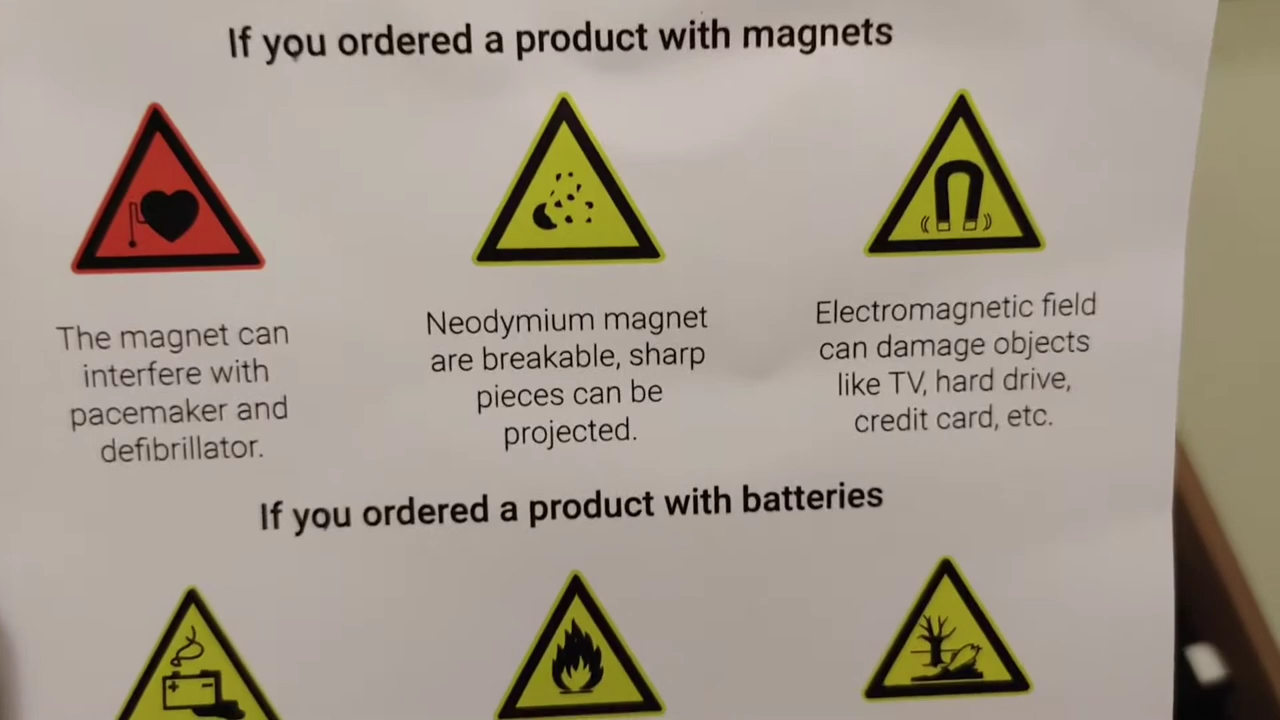 If you ordered a product with magnets
The magnet can
interfere with
pacemaker and
defibrillator.
Neodymium magnet
are breakable, sharp
pieces can be
projected.
Electromagnetic field
can damage objects
like TV, hard drive,
credit card, etc.
If you ordered a product with batteries